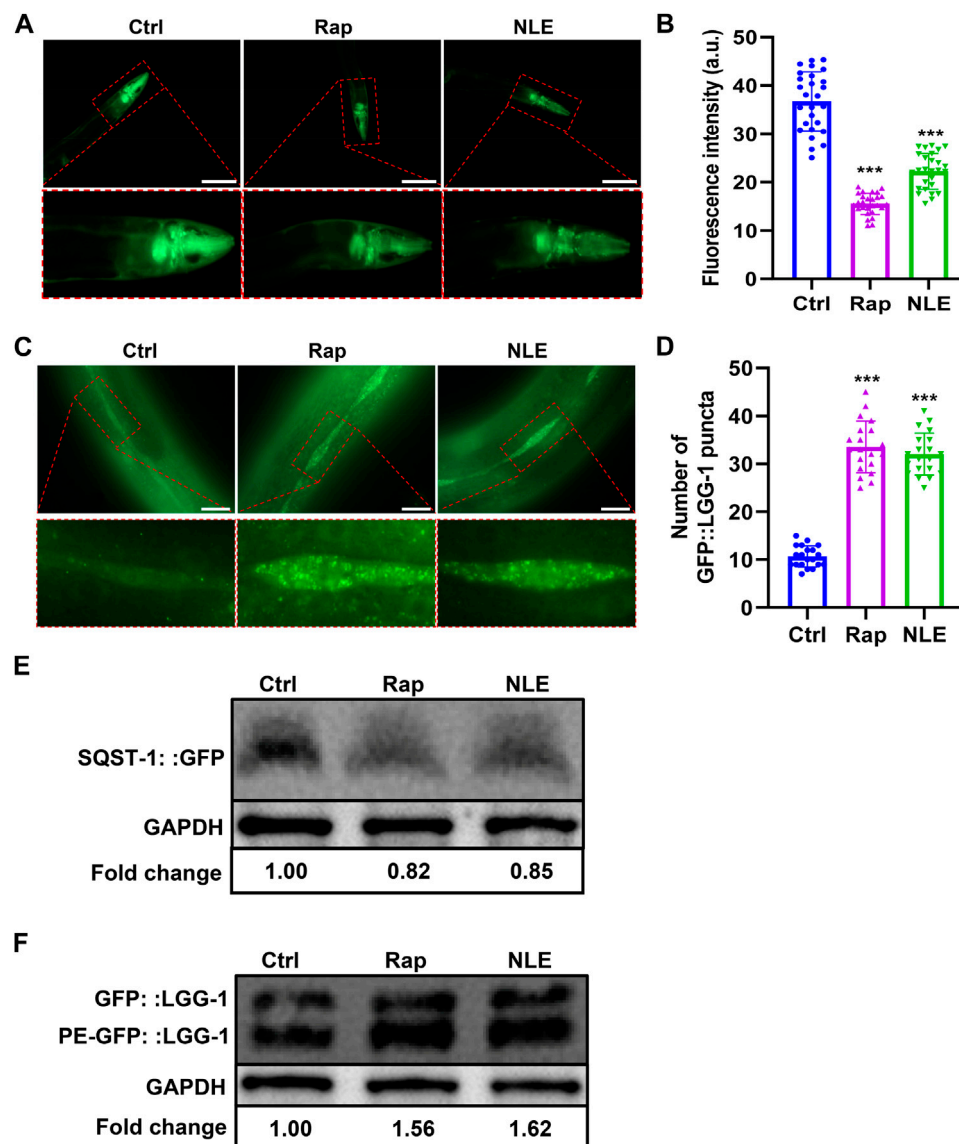 A
Ctrl
Rap
NLE
B
Fluorescence intensity (a.u.)
50
40
30
20
10
0
***
***
Ctrl
Rap
NLE
C
Ctrl
Rap
NLE
D
Number of
GFP::LGG-1 puncta
50
40
30
20
10
0
***
***
Ctrl
Rap
NLE
E
Ctrl Rap NLE
SQST-1: :GFP
GAPDH
Fold change 1.00 0.82 0.85
F
Ctrl Rap NLE
GFP: :LGG-1
PE-GFP: :LGG-1
GAPDH
Fold change 1.00 1.56 1.62